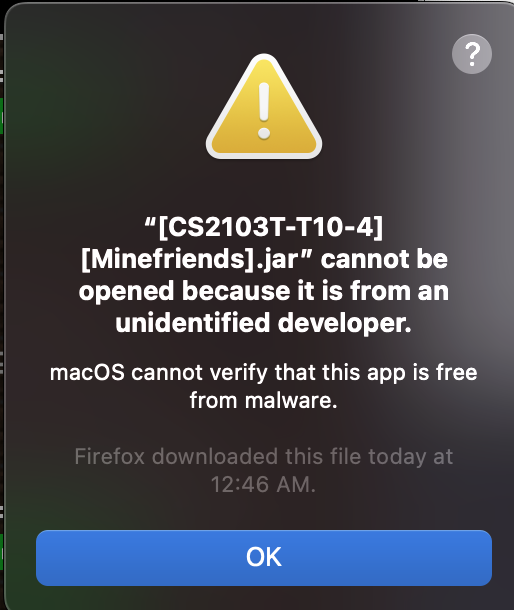 ?
“[CS2103T-T10-4]
[Minefriends].jar” cannot be
opened because it is from an
unidentified developer.
macOS cannot verify that this app is free
from malware.
Firefox downloaded this file today at
12:46 AM.
OK